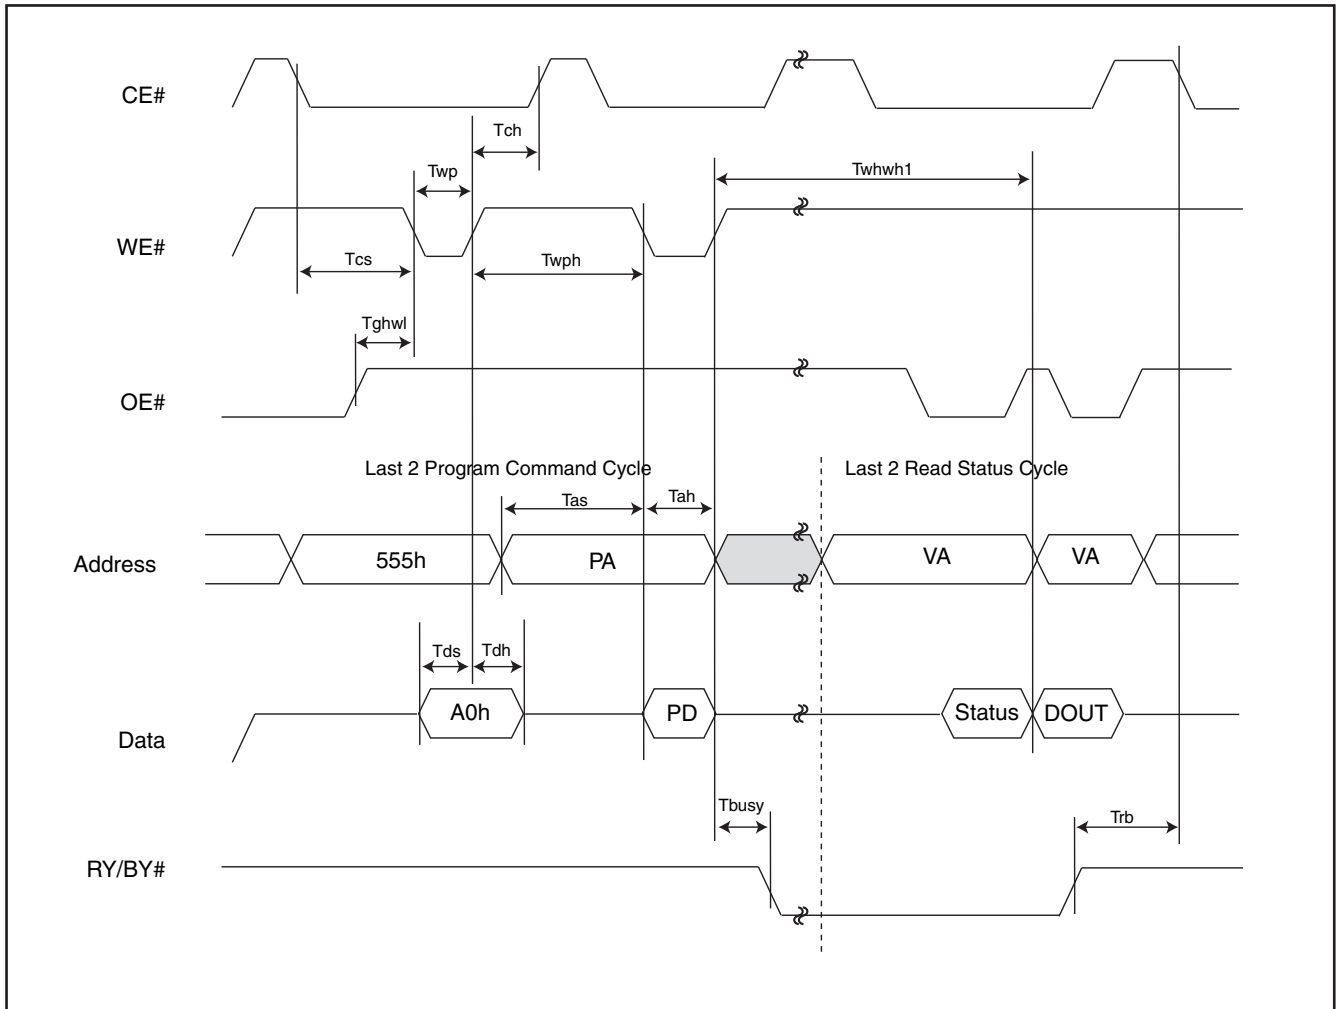 CE#
Tch
Twp
Twhwh1
WE#
Tcs
Twph
Tghwl
OE#
Last 2 Program Command Cycle
Last 2 Read Status Cycle
Tas
Tah
Address
555h
PA
VA
VA
Tds
Tdh
A0h
PD
Status
DOUT
Data
Tbusy
Trb
RY/BY#